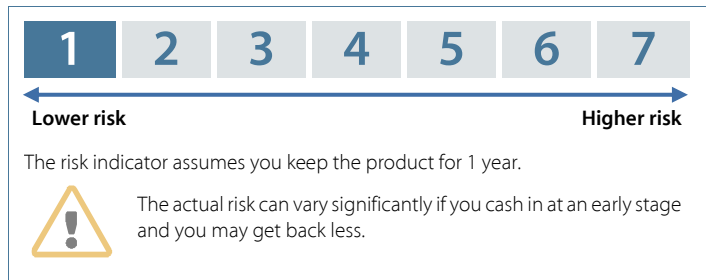 1 2 3 4 5 6 7
Lower risk Higher risk
The risk indicator assumes you keep the product for 1 year.
!
The actual risk can vary significantly if you cash in at an early stage
and you may get back less.